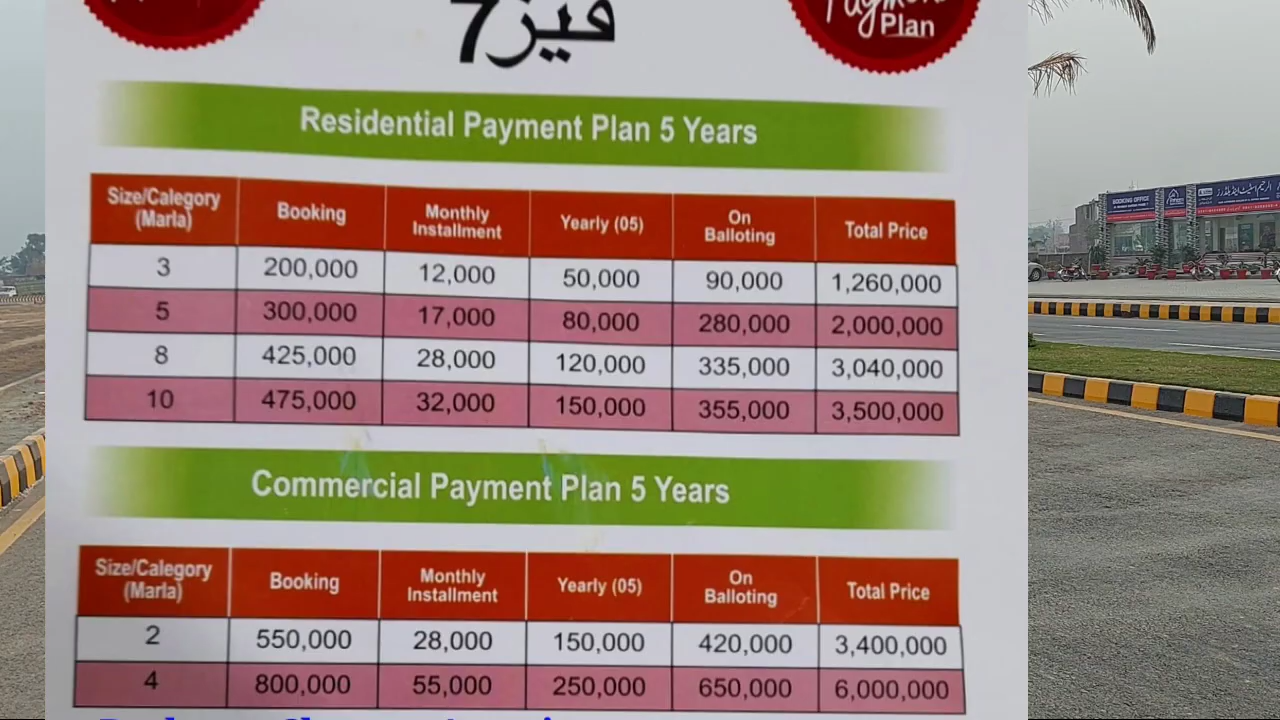 Payment
Plan
فیز7
Residential Payment Plan 5 Years
Size/Calegory (Marla) Booking Monthly Installment Yearly (05) On Balloting Total Price
3 200,000 12,000 50,000 90,000 1,260,000
5 300,000 17,000 80,000 280,000 2,000,000
8 425,000 28,000 120,000 335,000 3,040,000
10 475,000 32,000 150,000 355,000 3,500,000
Commercial Payment Plan 5 Years
Size/Calegory (Marla) Booking Monthly Installment Yearly (05) On Balloting Total Price
2 550,000 28,000 150,000 420,000 3,400,000
4 800,000 55,000 250,000 650,000 6,000,000
BOOKING OFFICE